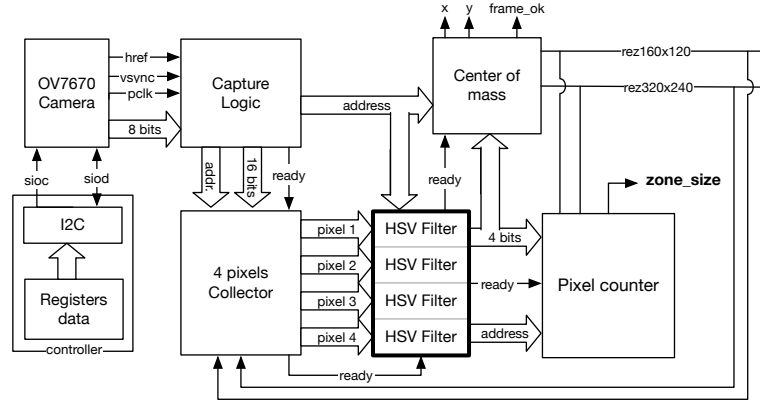 x
y
frame_ok
OV7670
Camera
href
vsync
pclk
8 bits
Capture
Logic
address
Center of
mass
rez160x120
rez320x240
sioc
siod
addr.
16 bits
ready
ready
zone_size
I2C
Registers
data
controller
4 pixels
Collector
pixel 1
pixel 2
pixel 3
pixel 4
HSV Filter
HSV Filter
HSV Filter
HSV Filter
4 bits
ready
address
Pixel counter
ready